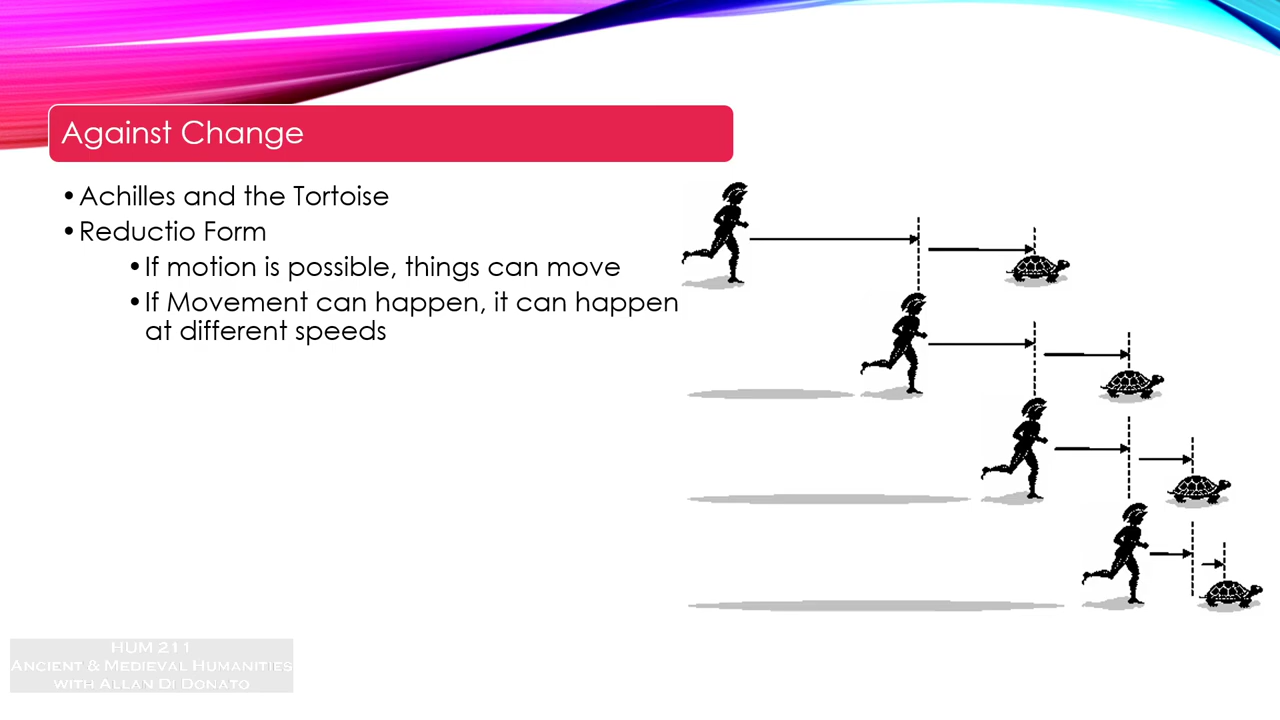 Against Change
•Achilles and the Tortoise
•Reductio Form
•If motion is possible, things can move
•If Movement can happen, it can happen
at different speeds
HUM 211
Ancient & Medieval Humanities
with Allan Di Donato